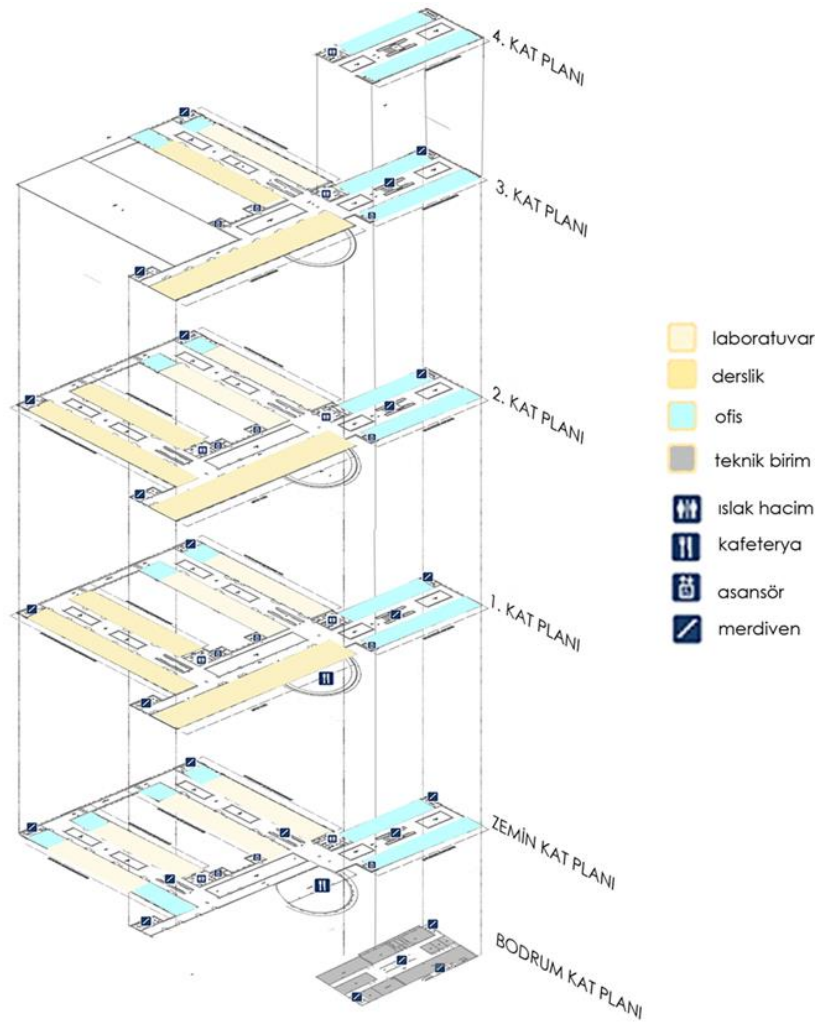 4. KAT PLANI
3. KAT PLANI
2. KAT PLANI
1. KAT PLANI
ZEMİN KAT PLANI
BODRUM KAT PLANI
laboratuvar
derslik
ofis
teknik birim
ıslak hacim
kafeterya
asansör
merdiven